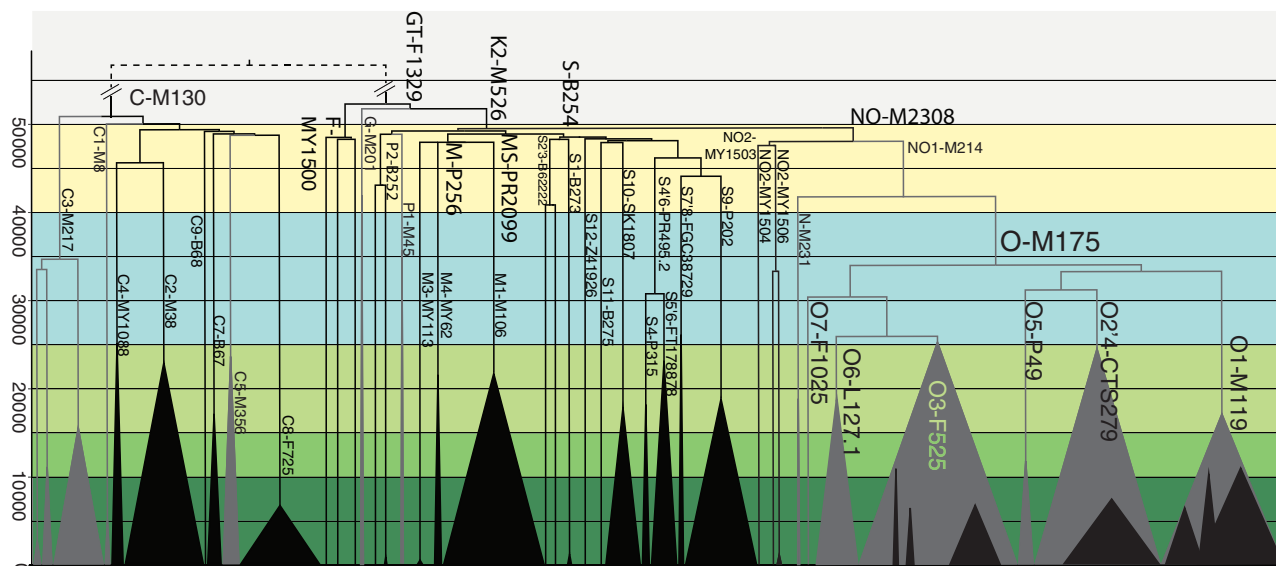 GT-F1329
K2-M526
S-B254
C-M130
NO-M2308
50000
40000
30000
20000
10000
0
C3-M217
C1-M8
C4-MY1088
C2-M38
C9-B68
C7-B67
C5-M356
C8-F725
F-
MY1500
G-M201
P2-B252
P1-M45
M-P256
MS-PR2099
M3-MY113
M4-MY62
M1-M106
S1-B273
S12-Z41926
S10-SK1807
S11-B275
S4'6-PR495.2
S4-P315
S5'6-FT178878
S7'8-FGC38729
S9-P202
NO2-
MY1503
NO2-MY1504
NO2-MY1506
NO1-M214
N-M231
O-M175
O7-F1025
O6-L127.1
O3-F525
O5-P49
O2'4-CTS279
O1-M119